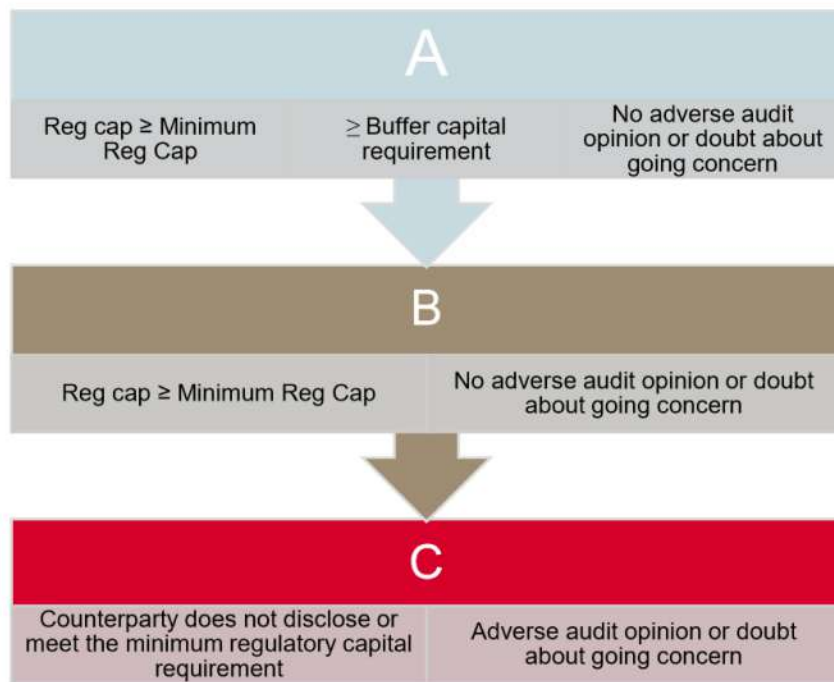 A
Reg cap ≥ Minimum
Reg Cap
≥ Buffer capital
requirement
No adverse audit
opinion or doubt about
going concern
B
Reg cap ≥ Minimum Reg Cap
No adverse audit opinion or doubt
about going concern
C
Counterparty does not disclose or
meet the minimum regulatory capital
requirement
Adverse audit opinion or doubt
about going concern